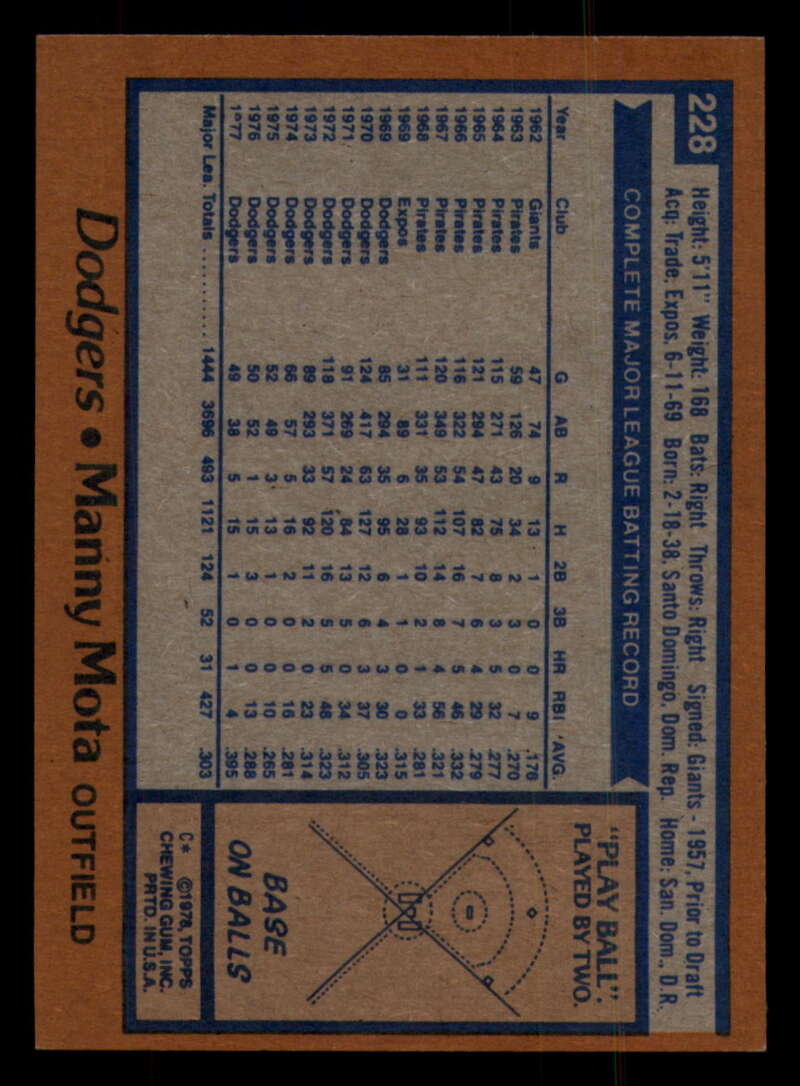 228
Height: 5'11" Weight: 168 Bats: Right Throws: Right Signed: Giants - 1957, Prior to Draft
Acq: Trade, Expos, 6-11-69 Born: 2-18-38, Santo Domingo, Dom. Rep. Home: San. Dom., D.R.
COMPLETE MAJOR LEAGUE BATTING RECORD
Year Club G AB R H 2B 3B HR RBI AVG.
1962 Giants 47 74 9 13 1 0 0 9 .176
1963 Pirates 59 126 20 34 2 3 0 7 .270
1964 Pirates 115 271 43 75 8 3 5 32 .277
1965 Pirates 121 294 47 82 7 6 4 29 .279
1966 Pirates 116 322 54 107 16 7 5 46 .332
1967 Pirates 120 349 53 112 14 8 4 56 .321
1968 Pirates 111 331 35 93 10 2 1 33 .281
1969 Expos 31 89 6 28 1 1 0 0 .315
1969 Dodgers 85 294 35 95 6 4 3 30 .323
1970 Dodgers 124 417 63 127 12 6 3 37 .305
1971 Dodgers 91 269 24 84 13 5 0 34 .312
1972 Dodgers 118 371 57 120 16 5 5 48 .323
1973 Dodgers 89 293 33 92 11 2 0 23 .314
1974 Dodgers 66 57 5 16 2 0 0 16 .281
1975 Dodgers 52 49 3 13 1 0 0 10 .265
1976 Dodgers 50 52 1 15 3 0 0 13 .288
1977 Dodgers 49 38 5 15 1 0 1 4 .395
Major Lea. Totals ........... 1444 3696 493 1121 124 52 31 427 .303
"PLAY BALL".
PLAYED BY TWO.
BASE
ON BALLS
C* ©1978, TOPPS
CHEWING GUM, INC.
PRTD. IN U.S.A.
Dodgers • Manny Mota OUTFIELD